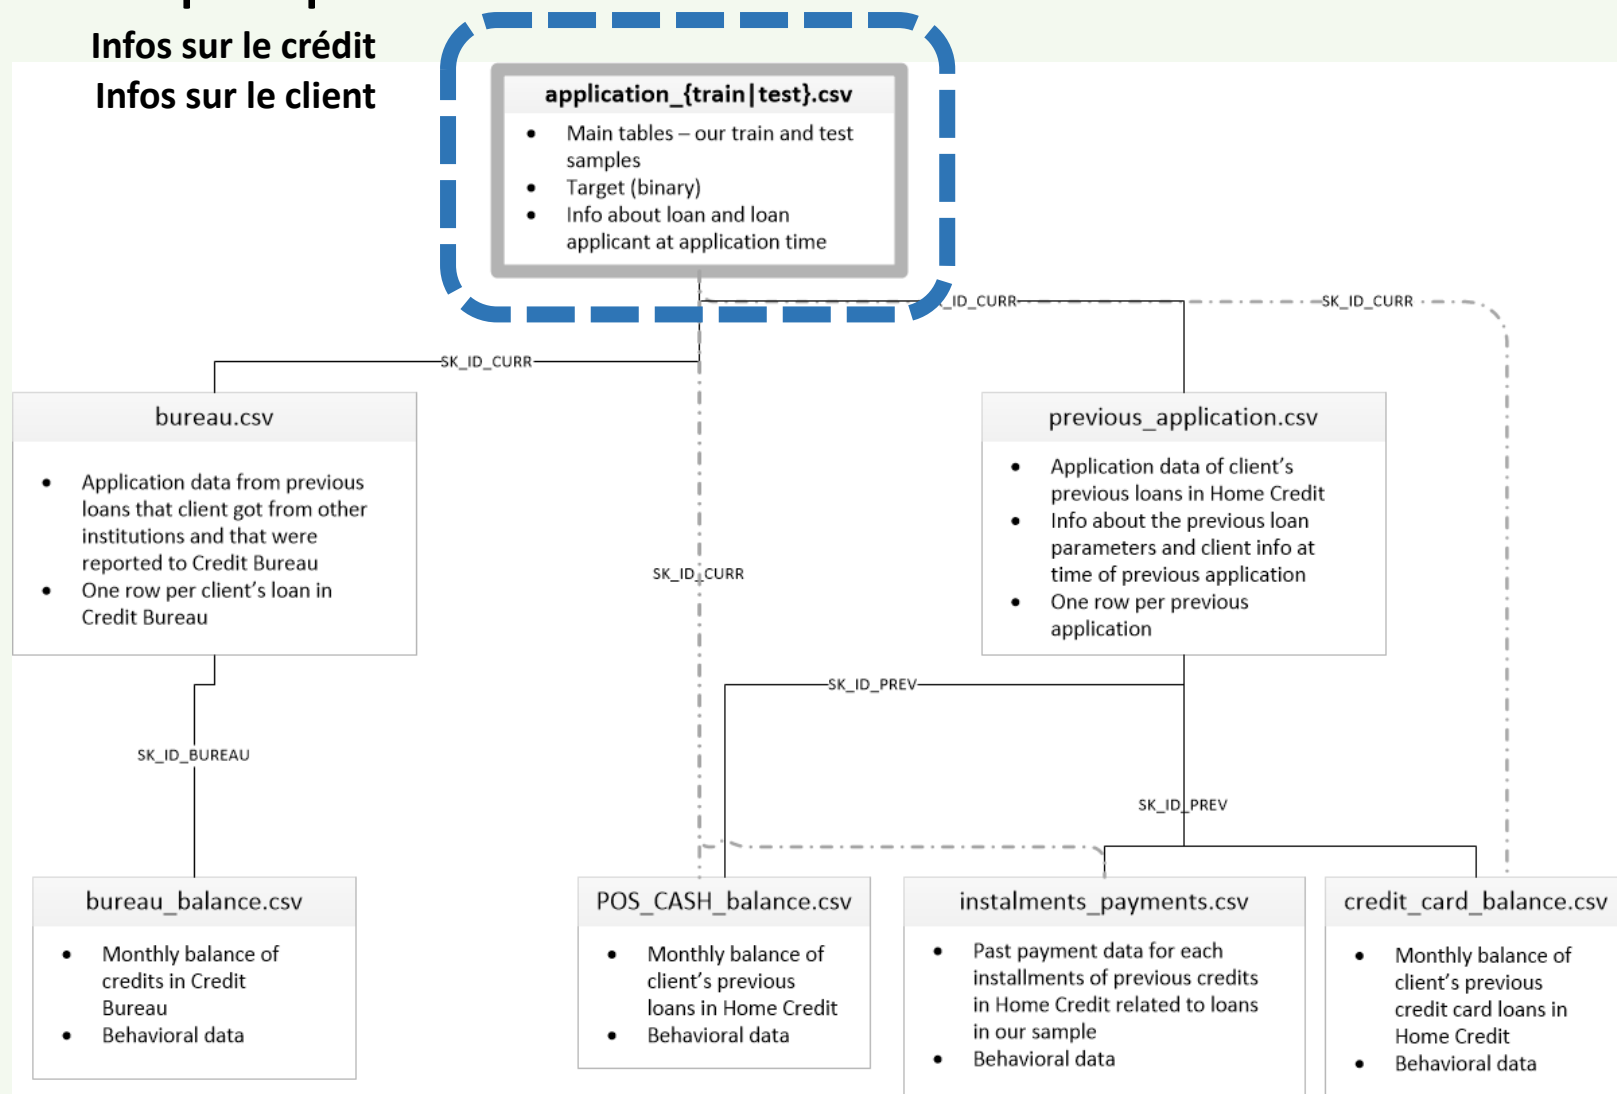 Infos sur le crédit
Infos sur le client
application_{train|test}.csv
• Main tables – our train and test
samples
• Target (binary)
• Info about loan and loan
applicant at application time
_ID_CURR
SK_ID_CURR
SK_ID_CURR
bureau.csv
• Application data from previous
loans that client got from other
institutions and that were
reported to Credit Bureau
• One row per client's loan in
Credit Bureau
previous_application.csv
• Application data of client's
previous loans in Home Credit
• Info about the previous loan
parameters and client info at
time of previous application
• One row per previous
application
SK_ID_CURR
SK_ID_PREV
SK_ID_BUREAU
SK_ID_PREV
bureau_balance.csv
• Monthly balance of
credits in Credit
Bureau
• Behavioral data
POS_CASH_balance.csv
• Monthly balance of
client's previous
loans in Home Credit
• Behavioral data
instalments_payments.csv
• Past payment data for each
installments of previous credits
in Home Credit related to loans
in our sample
• Behavioral data
credit_card_balance.csv
• Monthly balance of
client's previous
credit card loans in
Home Credit
• Behavioral data